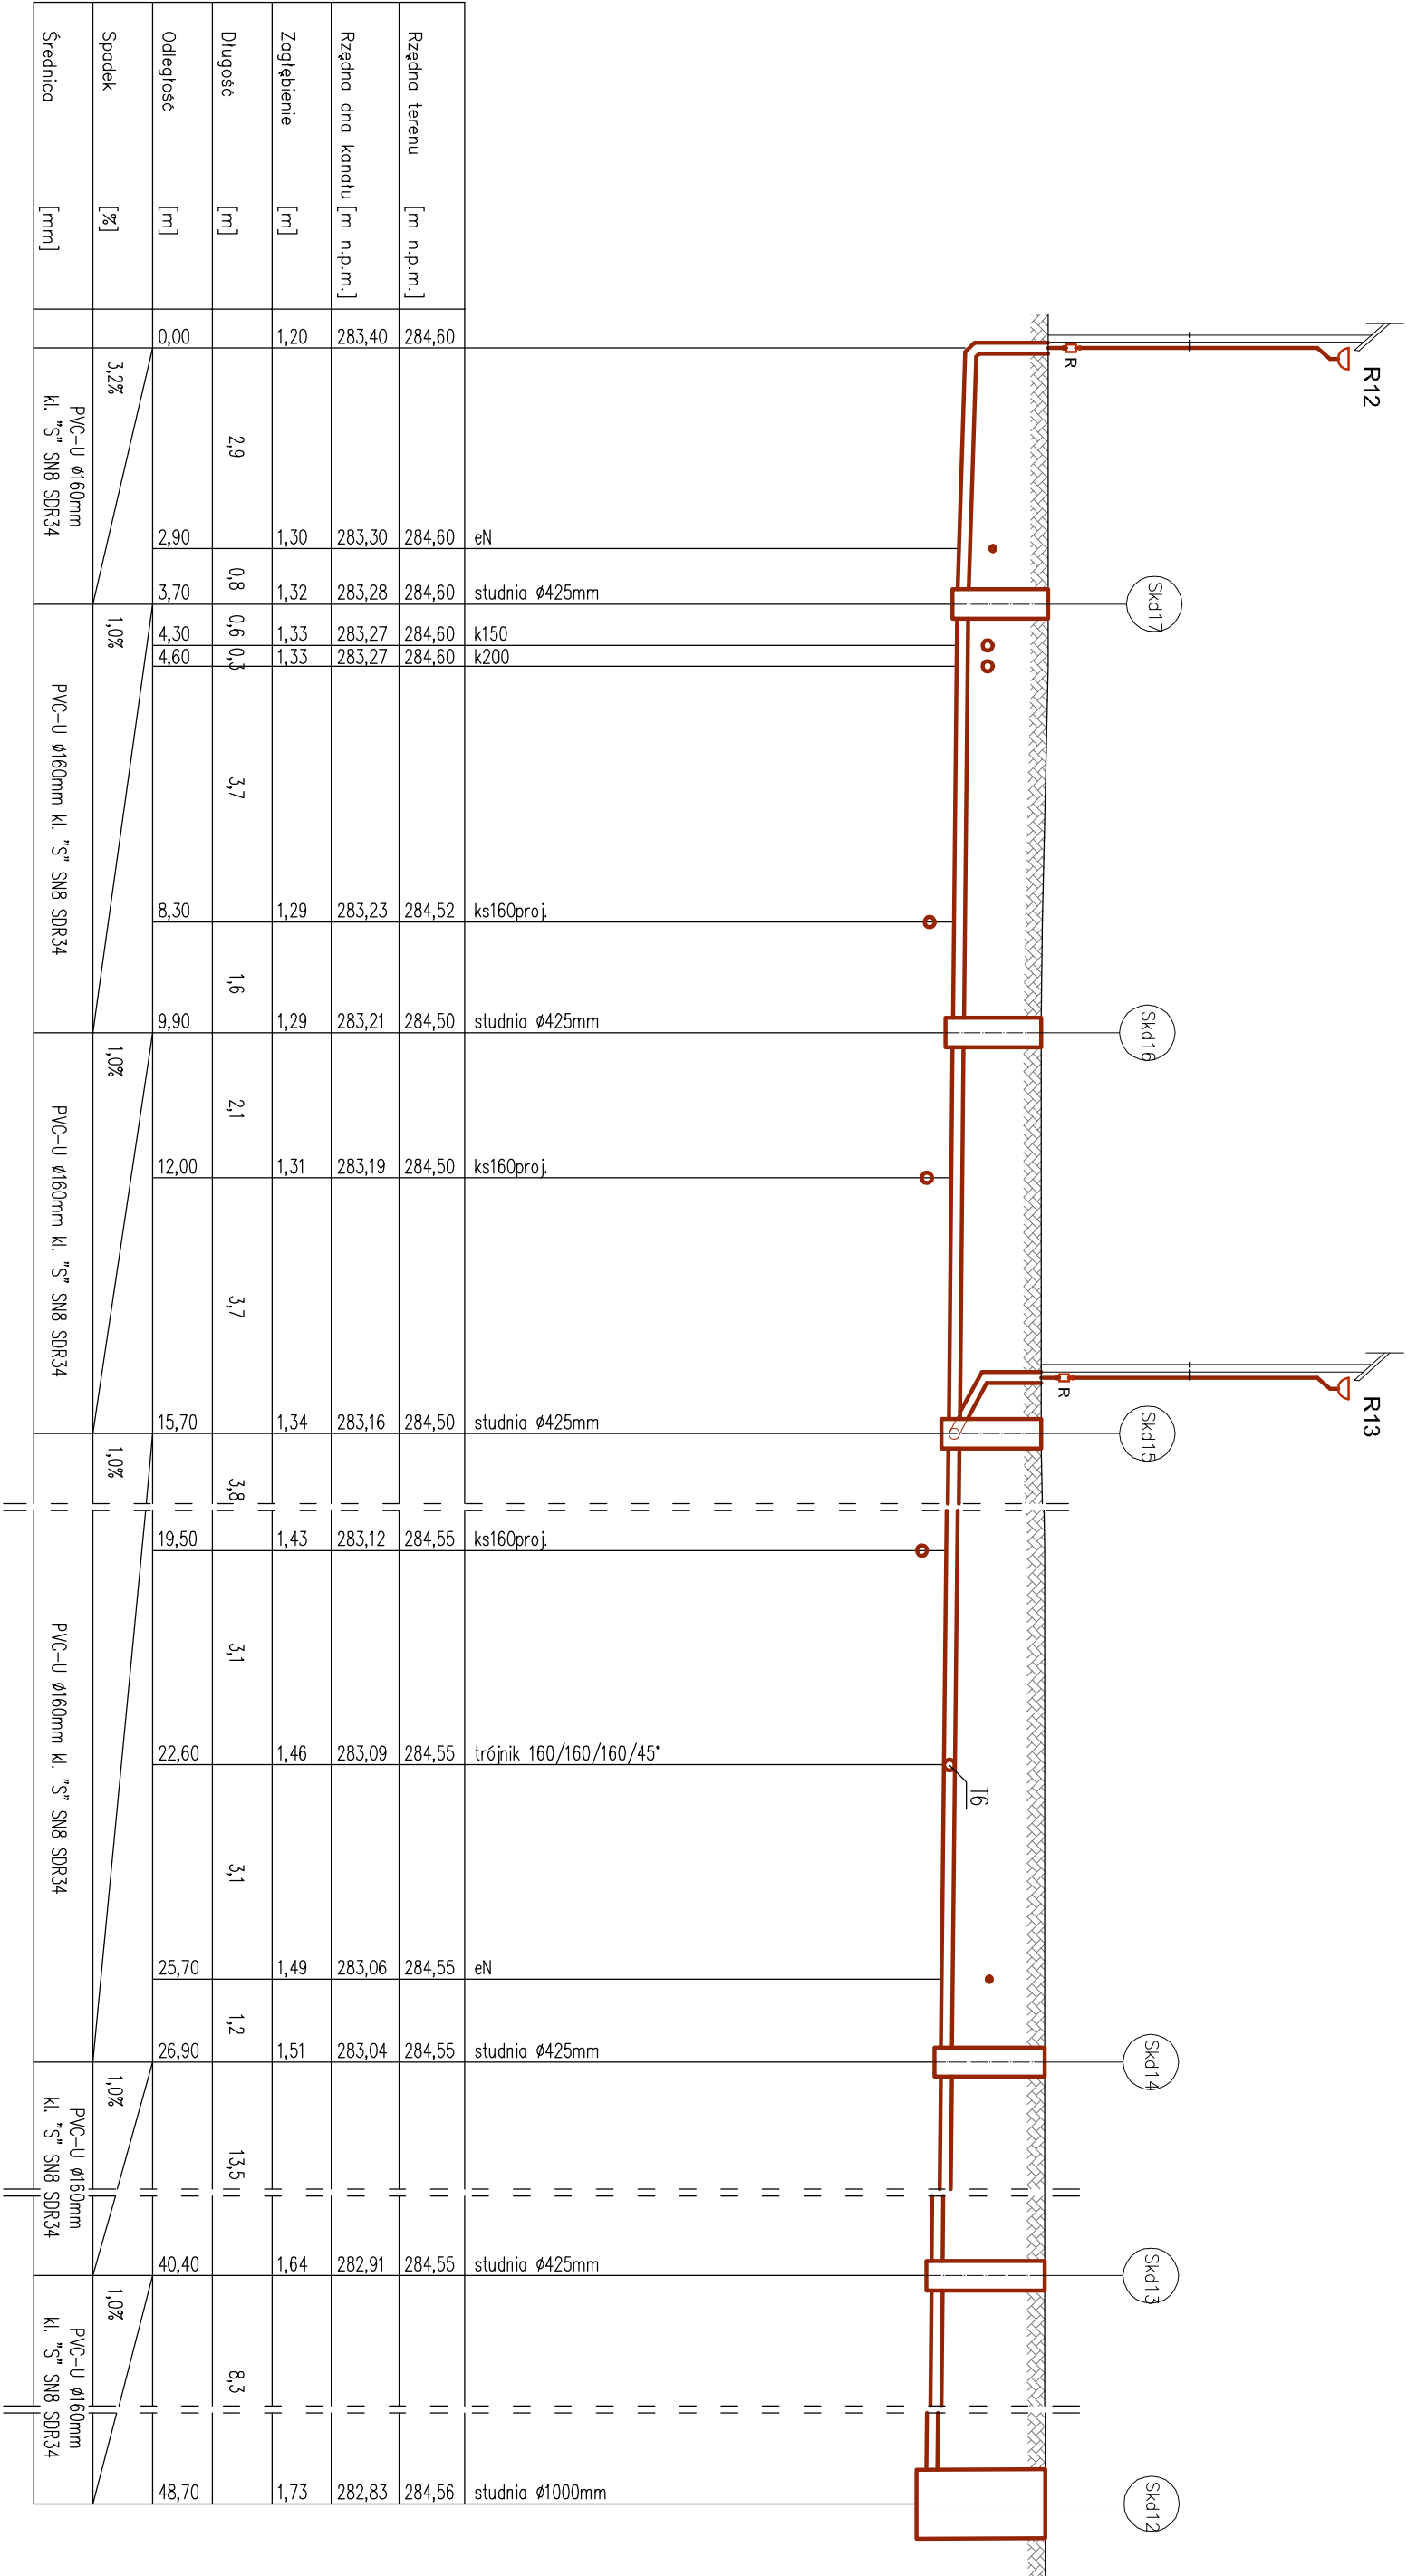 R12
R
R13
R
Skd17
Skd16
Skd15
Skd14
Skd13
Skd12
T6
eN
studnia ø425mm
k150
k200
ks160proj.
studnia ø425mm
ks160proj.
studnia ø425mm
ks160proj.
trójnik 160/160/160/45°
eN
studnia ø425mm
studnia ø425mm
studnia ø1000mm
Rzędna terenu [m n.p.m.] 284,60 284,60 284,60 284,60 284,60 284,52 284,50 284,50 284,50 284,55 284,55 284,55 284,55 284,55 284,56
Rzędna dna kanału [m n.p.m.] 283,40 283,30 283,28 283,27 283,27 283,23 283,21 283,19 283,16 283,12 283,09 283,06 283,04 282,91 282,83
Zagłębienie [m] 1,20 1,30 1,32 1,33 1,33 1,29 1,29 1,31 1,34 1,43 1,46 1,49 1,51 1,64 1,73
Długość [m] 2,9 0,8 0,6 0,3 3,7 1,6 2,1 3,7 3,8 3,1 3,1 1,2 13,5 8,3
Odległość [m] 0,00 2,90 3,70 4,30 4,60 8,30 9,90 12,00 15,70 19,50 22,60 25,70 26,90 40,40 48,70
Spadek [%] 3,2% 1,0% 1,0% 1,0% 1,0% 1,0%
Średnica [mm]
PVC-U ø160mm
kl. "S" SN8 SDR34
PVC-U ø160mm kl. "S" SN8 SDR34
PVC-U ø160mm kl. "S" SN8 SDR34
PVC-U ø160mm kl. "S" SN8 SDR34
PVC-U ø160mm
kl. "S" SN8 SDR34
PVC-U ø160mm
kl. "S" SN8 SDR34